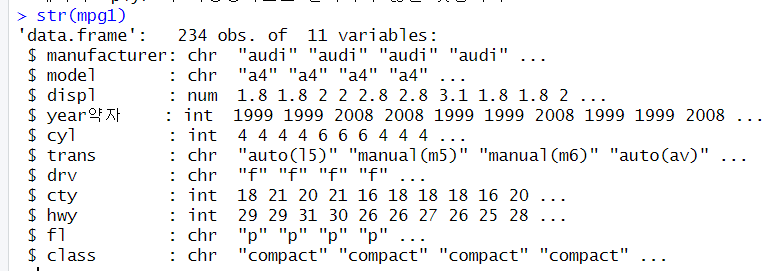 > str(mpg1)
'data.frame':   234 obs. of  11 variables:
 $ manufacturer: chr  "audi" "audi" "audi" "audi" ...
 $ model       : chr  "a4" "a4" "a4" "a4" ...
 $ displ       : num  1.8 1.8 2 2 2.8 2.8 3.1 1.8 1.8 2 ...
 $ year약자    : int  1999 1999 2008 2008 1999 1999 2008 1999 1999 2008 ...
 $ cyl         : int  4 4 4 4 6 6 6 4 4 4 ...
 $ trans       : chr  "auto(l5)" "manual(m5)" "manual(m6)" "auto(av)" ...
 $ drv         : chr  "f" "f" "f" "f" ...
 $ cty         : int  18 21 20 21 16 18 18 18 16 20 ...
 $ hwy         : int  29 29 31 30 26 26 27 26 25 28 ...
 $ fl          : chr  "p" "p" "p" "p" ...
 $ class       : chr  "compact" "compact" "compact" "compact" ...